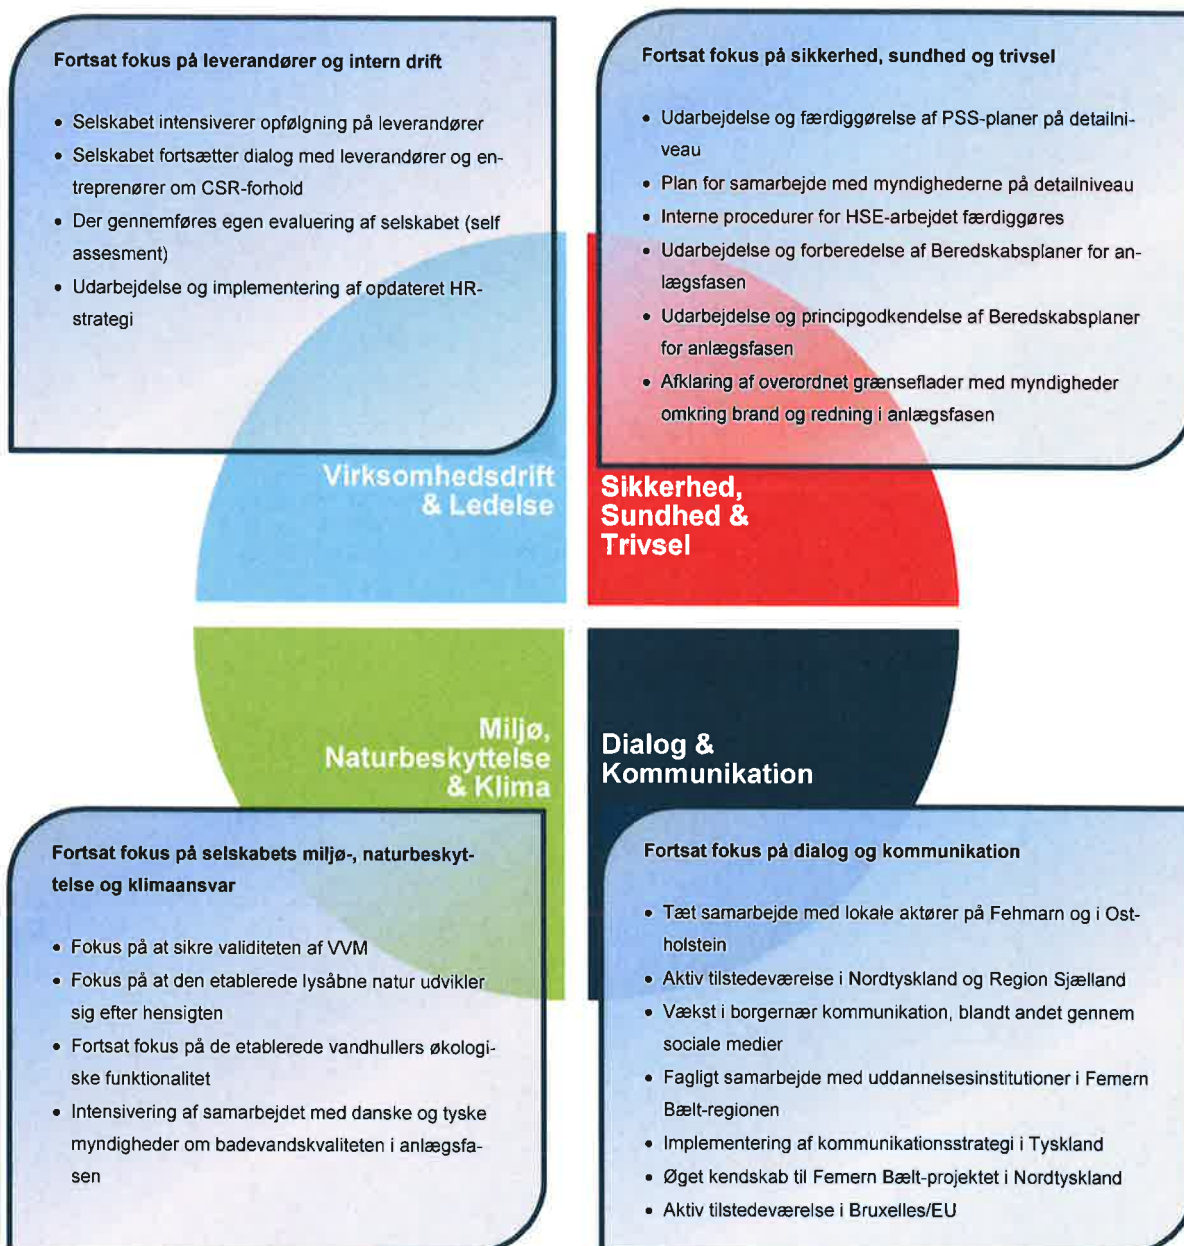 Fortsat fokus på leverandører og intern drift
• Selskabet intensiverer opfølgning på leverandører
• Selskabet fortsætter dialog med leverandører og en-
treprenører om CSR-forhold
• Der gennemføres egen evaluering af selskabet (self
assesment)
• Udarbejdelse og implementering af opdateret HR-
strategi
Virksomhedsdrift
& Ledelse
Fortsat fokus på sikkerhed, sundhed og trivsel
• Udarbejdelse og færdiggørelse af PSS-planer på detailni-
veau
• Plan for samarbejde med myndighederne på detailniveau
• Interne procedurer for HSE-arbejdet færdiggøres
• Udarbejdelse og forberedelse af Beredskabsplaner for an-
lægsfasen
• Udarbejdelse og principgodkendelse af Beredskabsplaner
for anlægsfasen
• Afklaring af overordnet grænseflader med myndigheder
omkring brand og redning i anlægsfasen
Sikkerhed,
Sundhed &
Trivsel
Miljø,
Naturbeskyttelse
& Klima
Fortsat fokus på selskabets miljø-, naturbeskyt-
telse og klimaansvar
• Fokus på at sikre validiteten af VVM
• Fokus på at den etablerede lysåbne natur udvikler
sig efter hensigten
• Fortsat fokus på de etablerede vandhullers økologi-
ske funktionalitet
• Intensivering af samarbejdet med danske og tyske
myndigheder om badevandskvaliteten i anlægsfa-
sen
Dialog &
Kommunikation
Fortsat fokus på dialog og kommunikation
• Tæt samarbejde med lokale aktører på Fehmarn og i Ost-
holstein
• Aktiv tilstedeværelse i Nordtyskland og Region Sjælland
• Vækst i borgernær kommunikation, blandt andet gennem
sociale medier
• Fagligt samarbejde med uddannelsesinstitutioner i Femern
Bælt-regionen
• Implementering af kommunikationsstrategi i Tyskland
• Øget kendskab til Femern Bælt-projektet i Nordtyskland
• Aktiv tilstedeværelse i Bruxelles/EU